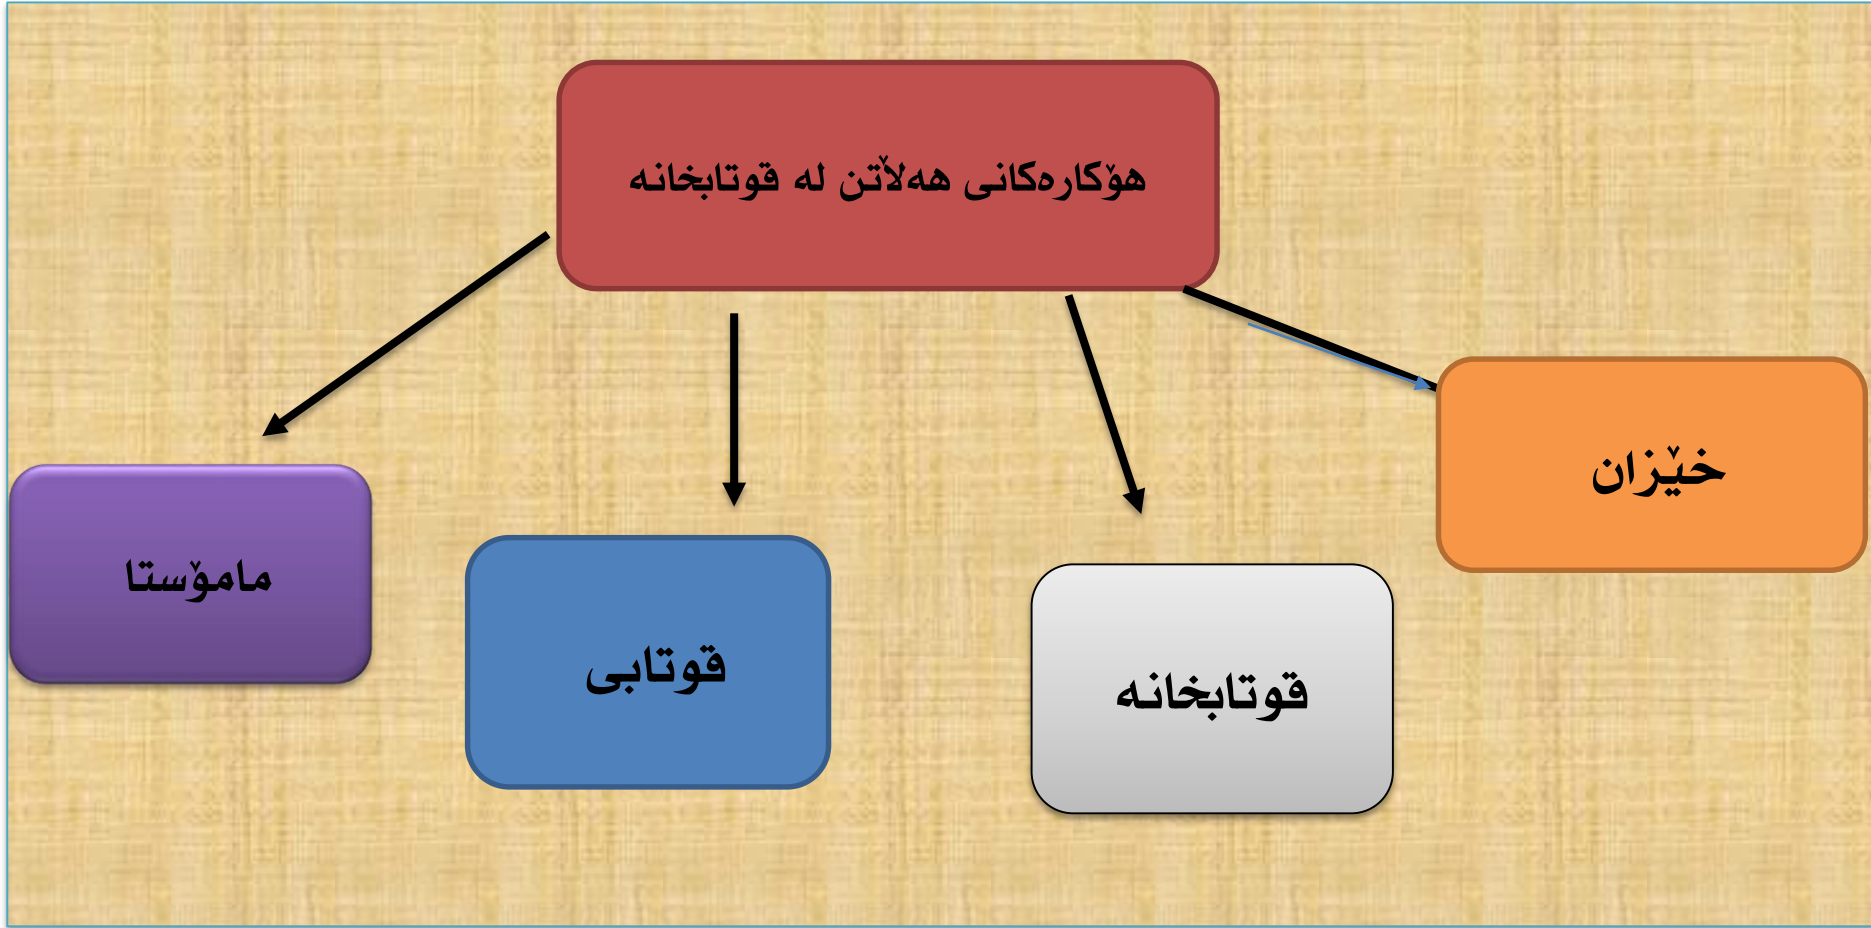 هۆکارەکانی هەڵاتن لە قوتابخانە
خێزان
قوتابخانە
قوتابی
مامۆستا